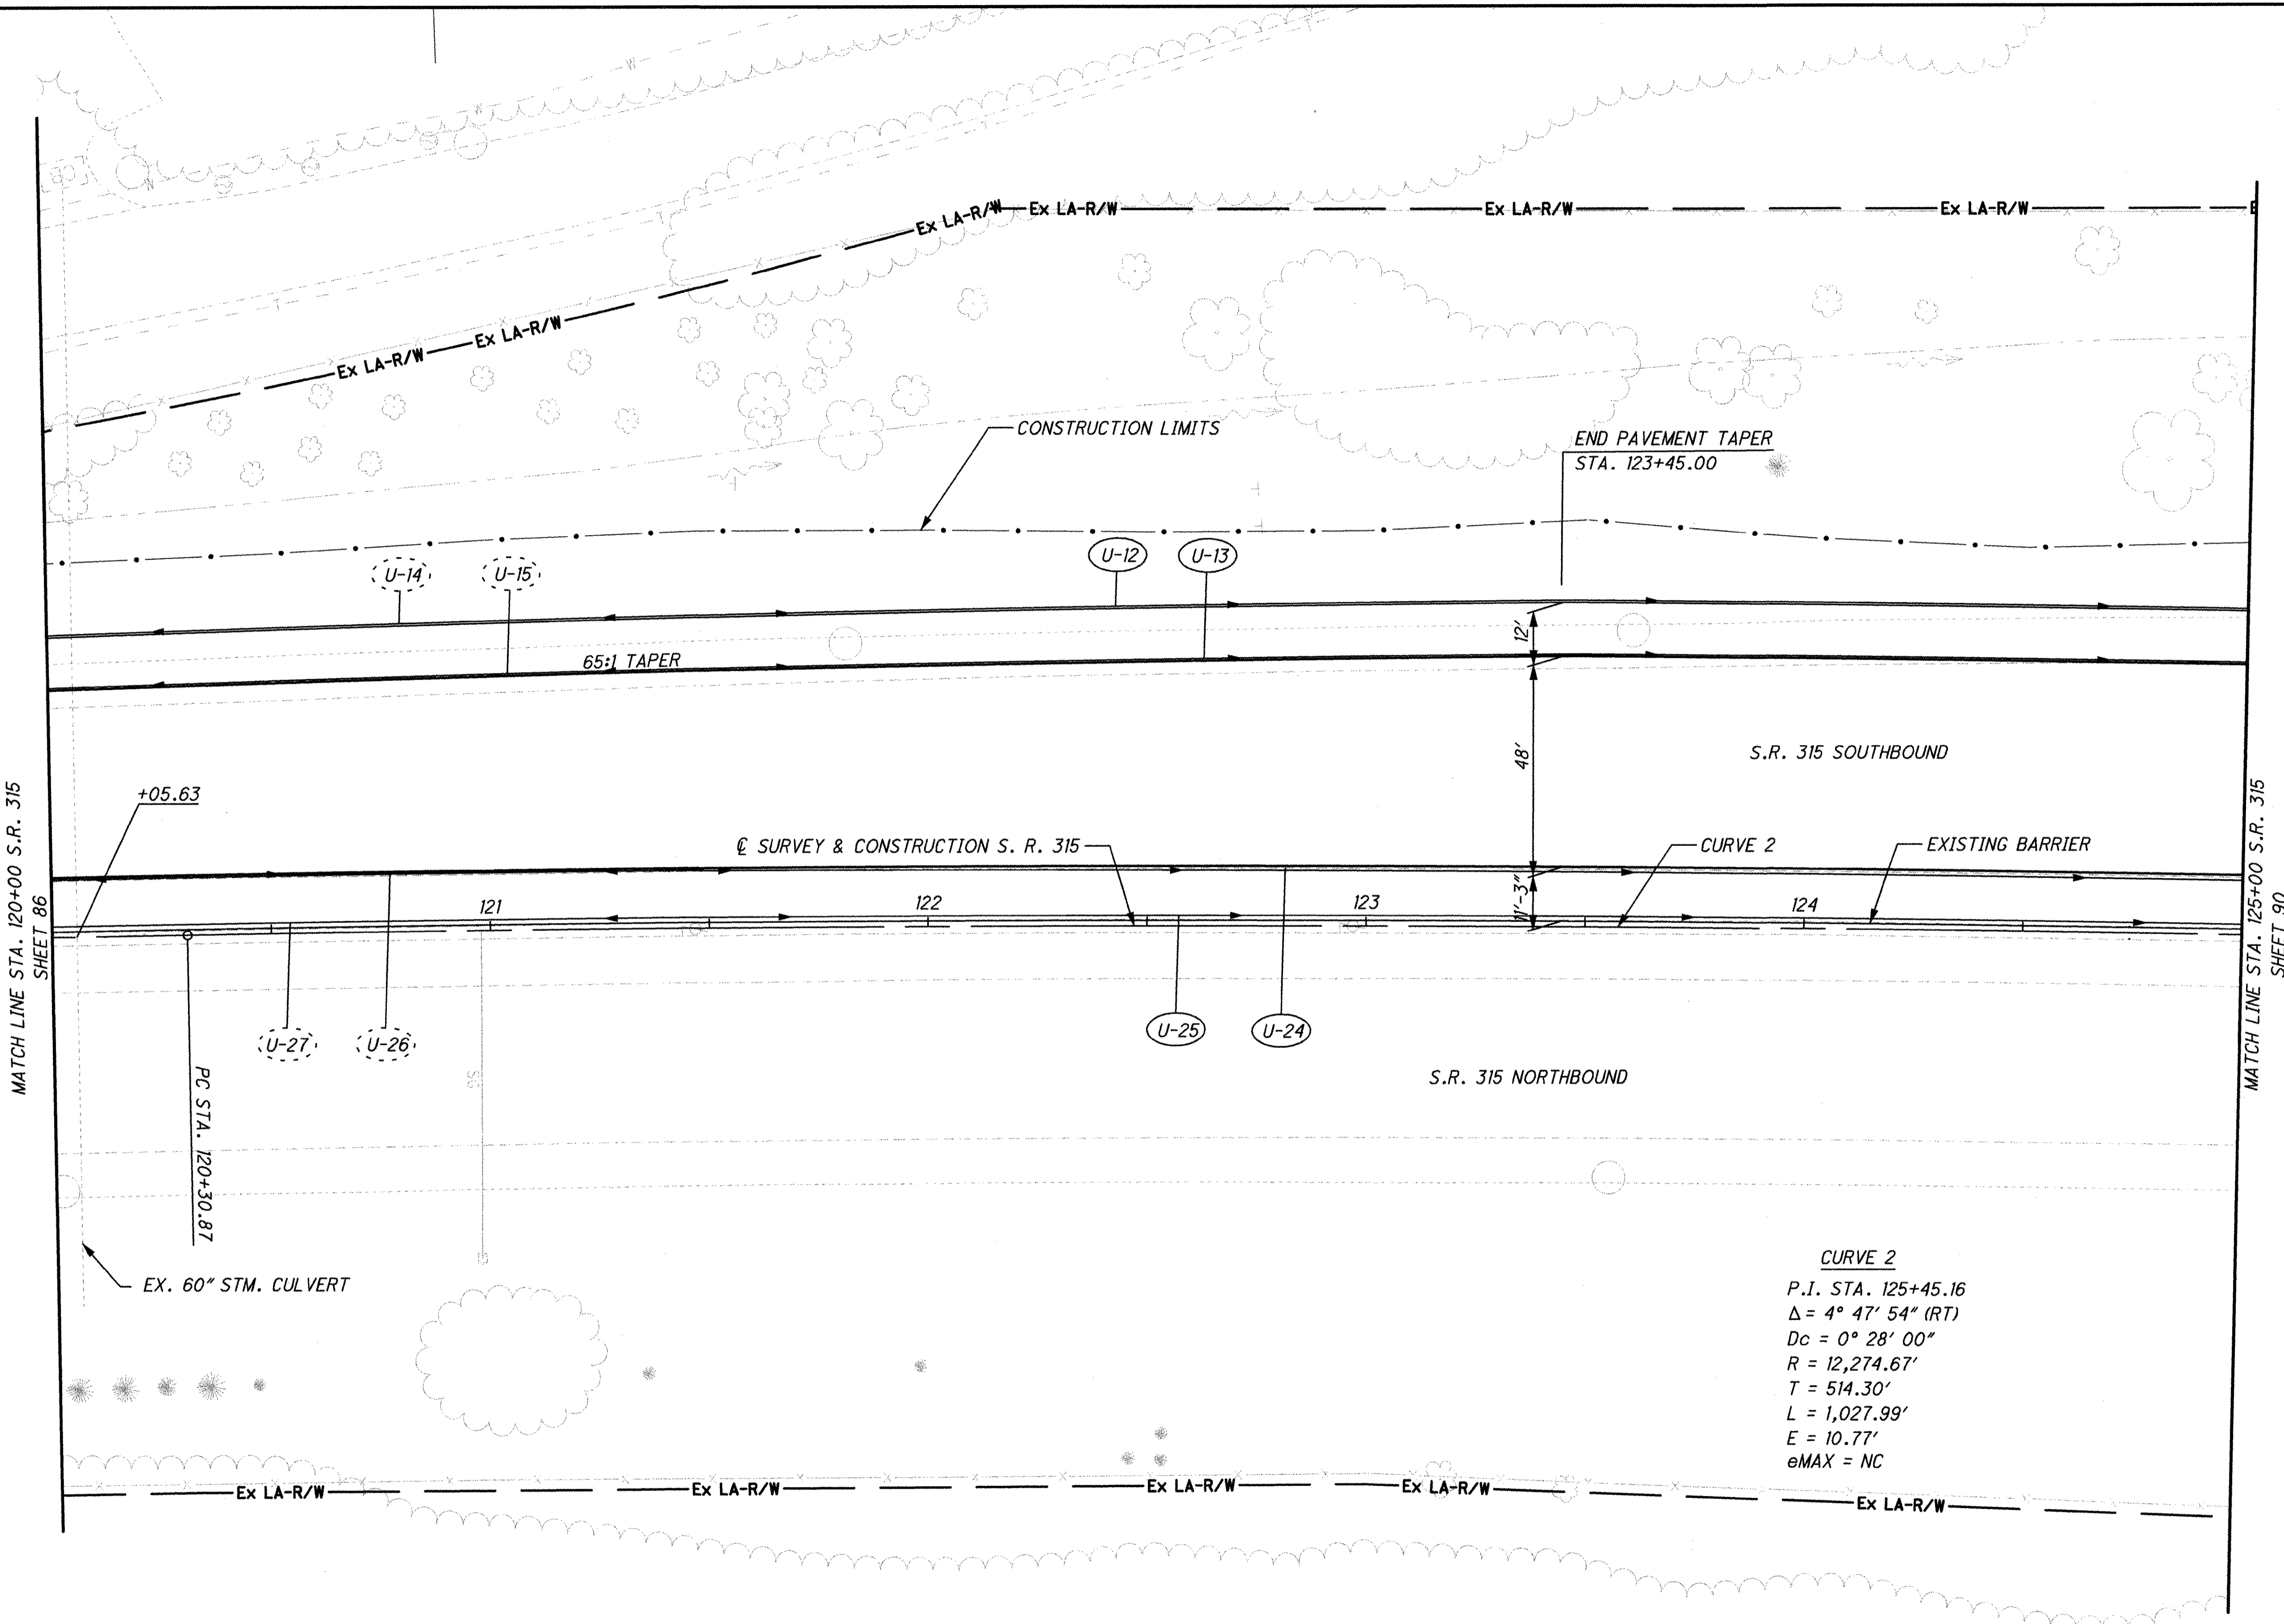 Ex LA-R/W
Ex LA-R/W
Ex LA-R/W
Ex LA-R/W
Ex LA-R/W
Ex LA-R/W
CONSTRUCTION LIMITS
END PAVEMENT TAPER
STA. 123+45.00
U-14
U-15
U-12
U-13
12'
65:1 TAPER
48'
S.R. 315 SOUTHBOUND
+05.63
℄ SURVEY & CONSTRUCTION S. R. 315
CURVE 2
EXISTING BARRIER
11'-3"
121
122
123
124
MATCH LINE STA. 120+00 S.R. 315
SHEET 86
MATCH LINE STA. 125+00 S.R. 315
SHEET 90
U-27
U-26
U-25
U-24
S.R. 315 NORTHBOUND
PC STA. 120+30.87
EX. 60" STM. CULVERT
CURVE 2
P.I. STA. 125+45.16
Δ = 4° 47' 54" (RT)
Dc = 0° 28' 00"
R = 12,274.67'
T = 514.30'
L = 1,027.99'
E = 10.77'
eMAX = NC
Ex LA-R/W
Ex LA-R/W
Ex LA-R/W
Ex LA-R/W
Ex LA-R/W